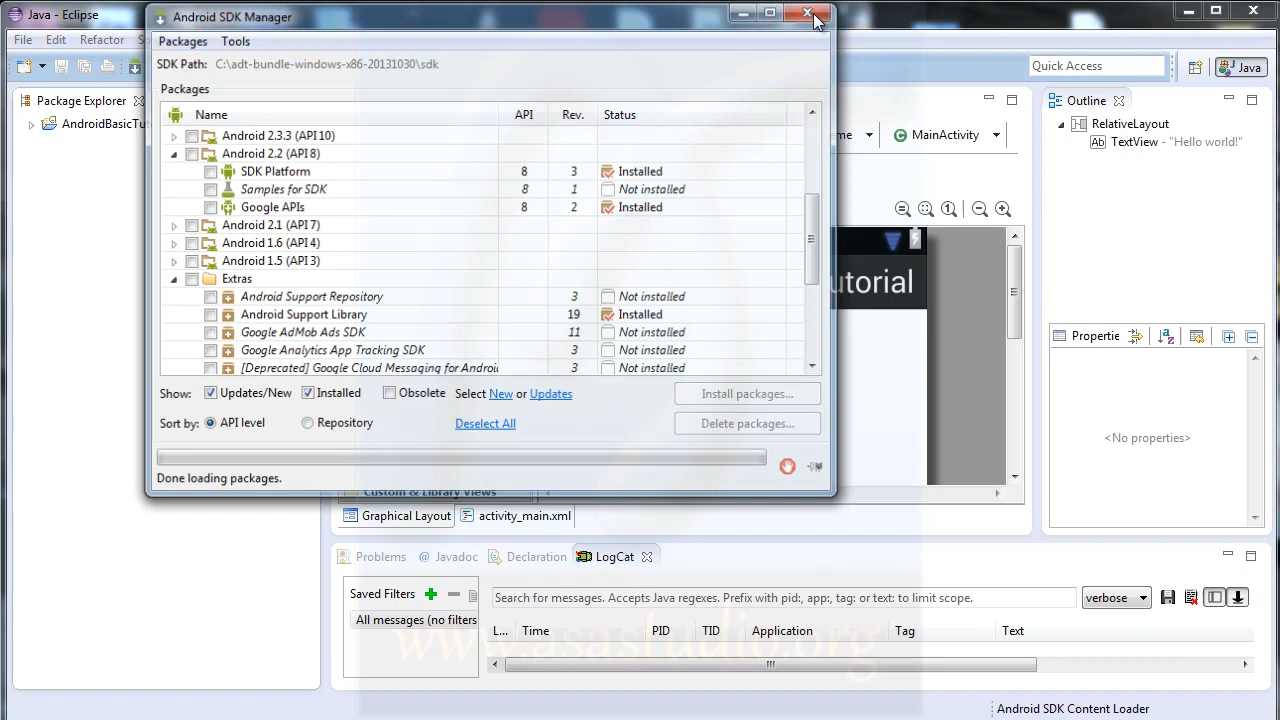 Java - Eclipse
Android SDK Manager
File Edit Refactor
Packages Tools
SDK Path: C:\adt-bundle-windows-x86-20131030\sdk
Quick Access
Java
Packages
Package Explorer
Outline
Name API Rev. Status
AndroidBasicTu
RelativeLayout
MainActivity
Android 2.3.3 (API 10)
TextView - "Hello world!"
Android 2.2 (API 8)
SDK Platform 8 3 Installed
Samples for SDK 8 1 Not installed
Google APIs 8 2 Installed
Android 2.1 (API 7)
Android 1.6 (API 4)
Android 1.5 (API 3)
utorial
Extras
Android Support Repository 3 Not installed
Android Support Library 19 Installed
Google AdMob Ads SDK 11 Not installed
Propertie
Google Analytics App Tracking SDK 3 Not installed
[Deprecated] Google Cloud Messaging for Androi 3 Not installed
Show: Updates/New Installed Obsolete Select New or Updates Install packages...
Sort by: API level Repository Deselect All Delete packages...
<No properties>
Done loading packages.
Custom & Library Views
Graphical Layout activity_main.xml
Problems @ Javadoc Declaration LogCat
Saved Filters
Search for messages. Accepts Java regexes. Prefix with pid:, app:, tag: or text: to limit scope.
verbose
All messages (no filters
L... Time PID TID Application Tag Text
www.asastudio.org
Android SDK Content Loader